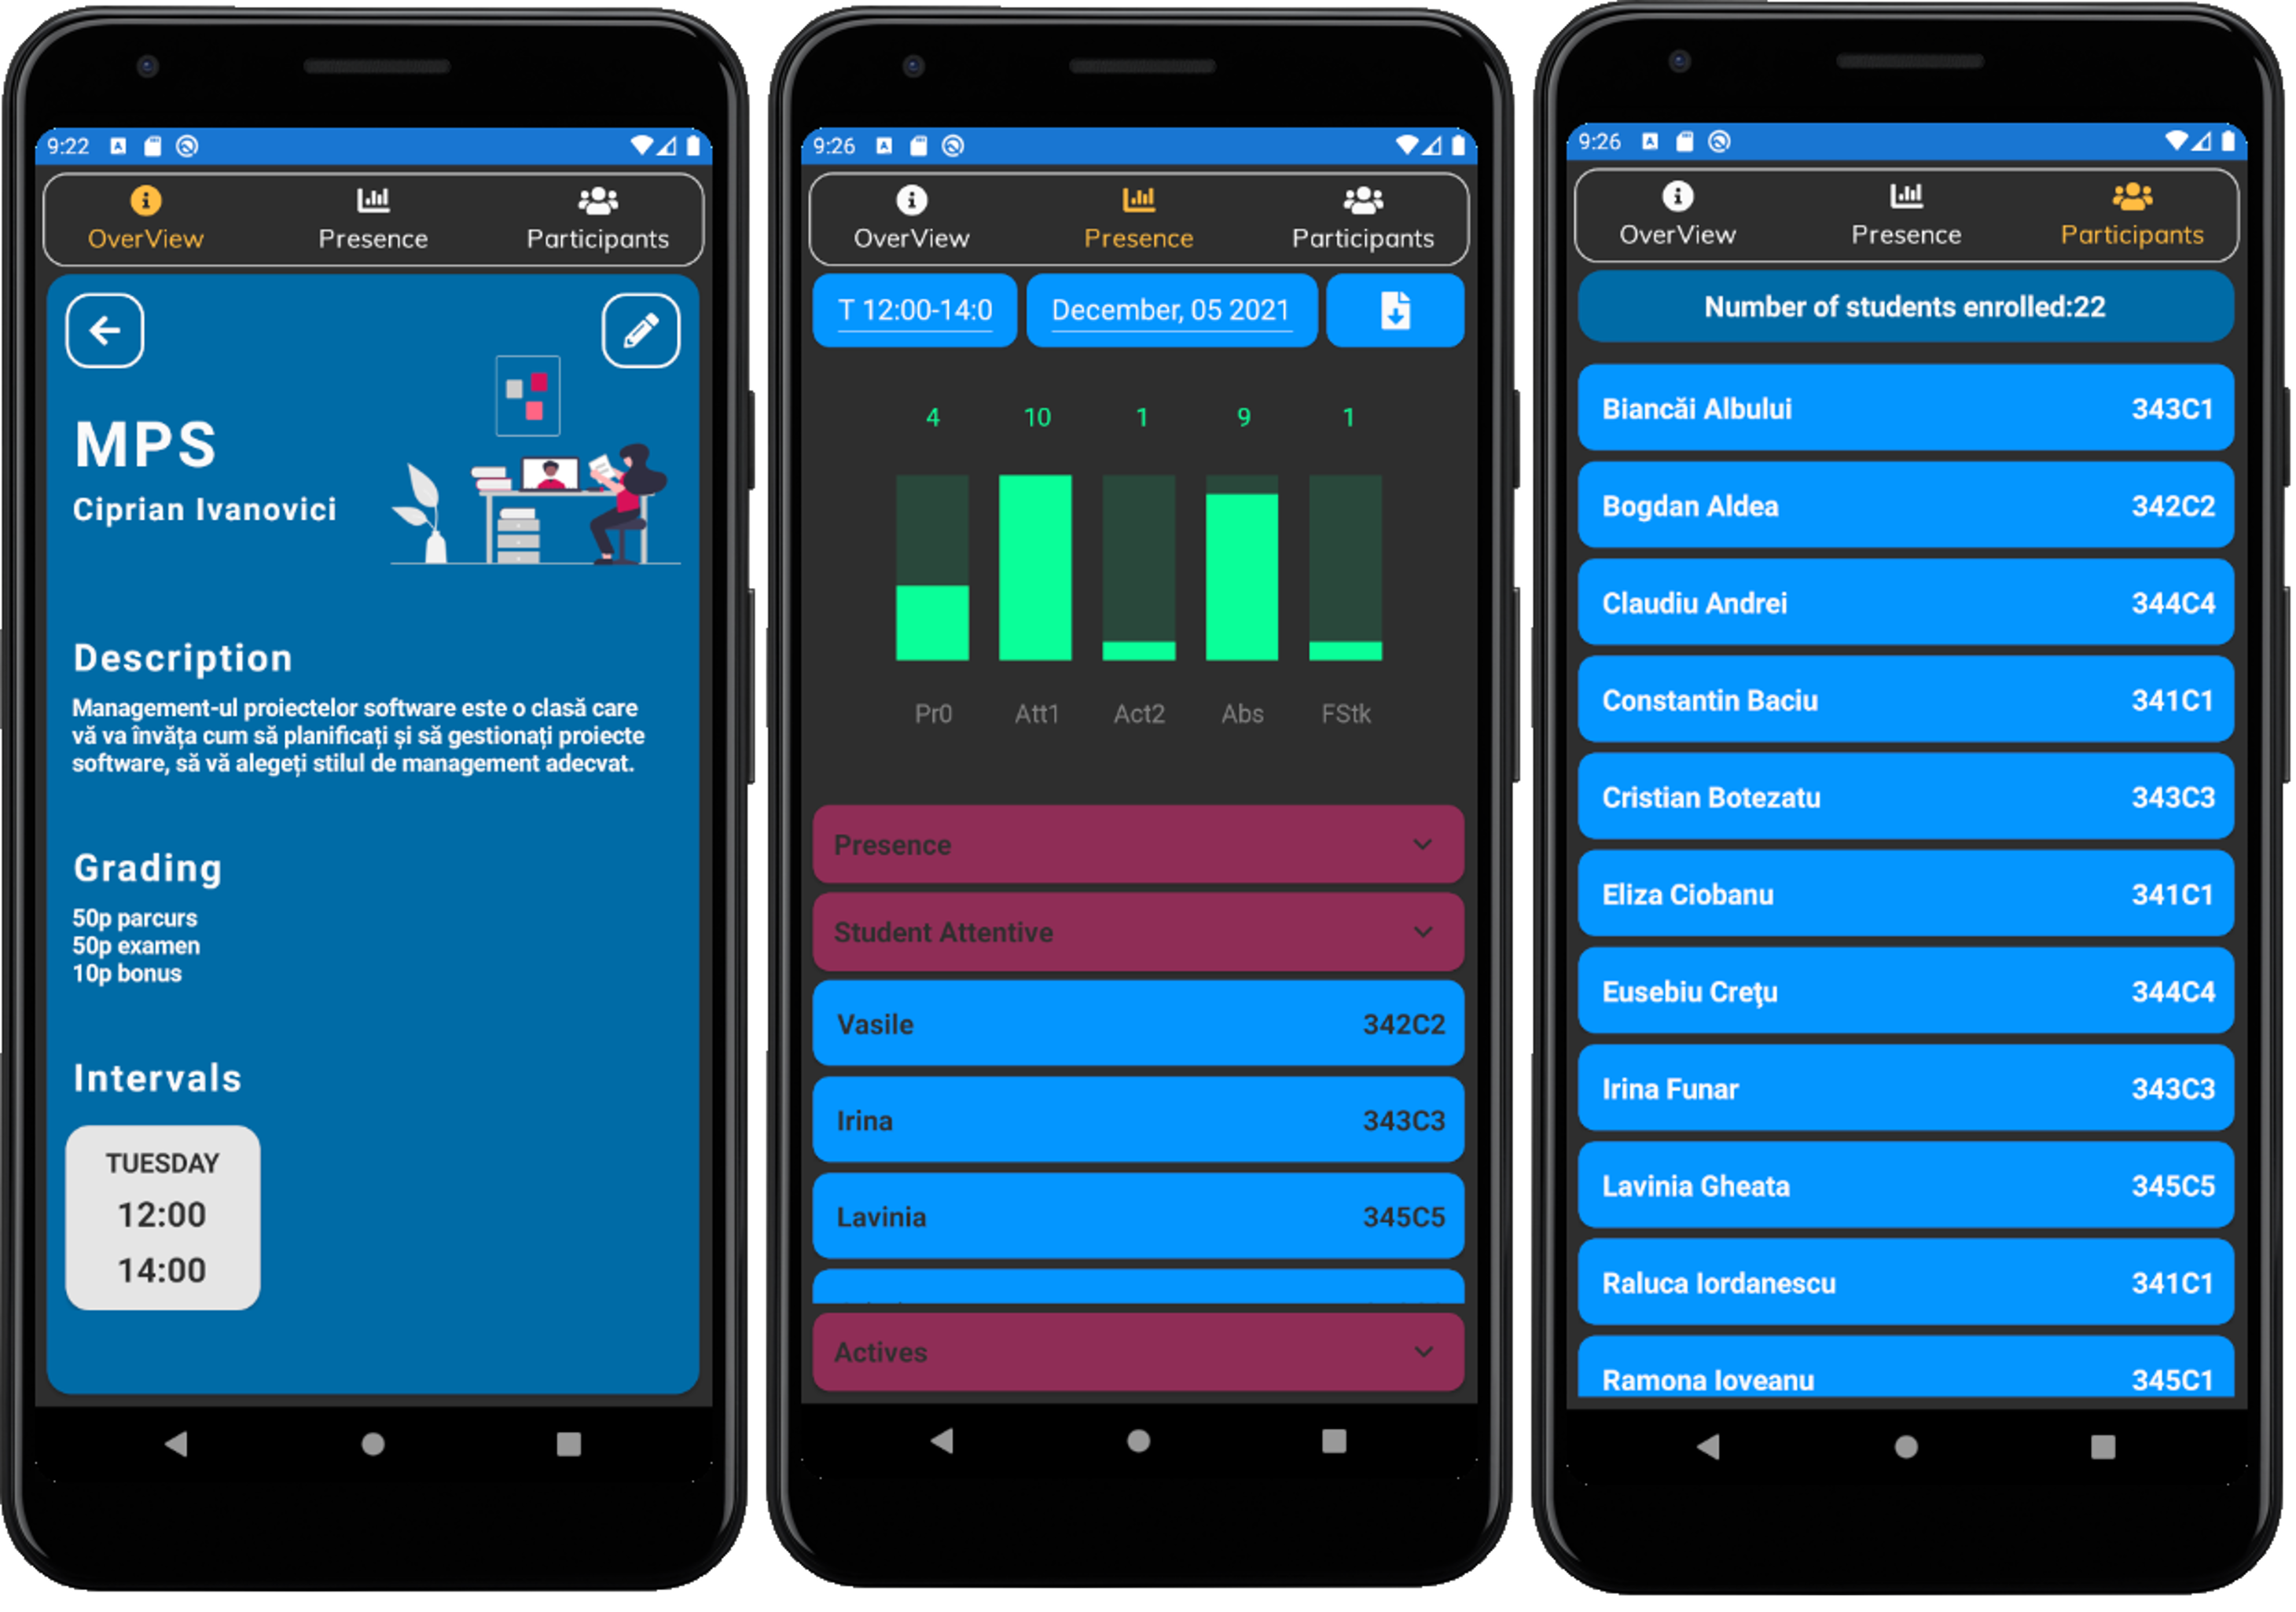 9:22
OverView
Presence
Participants
MPS
Ciprian Ivanovici
Description
Management-ul proiectelor software este o clasă care
vă va învăța cum să planificați și să gestionați proiecte
software, să vă alegeți stilul de management adecvat.
Grading
50p parcurs
50p examen
10p bonus
Intervals
TUESDAY
12:00
14:00
9:26
OverView
Presence
Participants
T 12:00-14:0
December, 05 2021
4 10 1 9 1
Pr0 Att1 Act2 Abs FStk
Presence
Student Attentive
Vasile 342C2
Irina 343C3
Lavinia 345C5
Actives
9:26
OverView
Presence
Participants
Number of students enrolled:22
Biancăi Albului 343C1
Bogdan Aldea 342C2
Claudiu Andrei 344C4
Constantin Baciu 341C1
Cristian Botezatu 343C3
Eliza Ciobanu 341C1
Eusebiu Creţu 344C4
Irina Funar 343C3
Lavinia Gheata 345C5
Raluca Iordanescu 341C1
Ramona Ioveanu 345C1